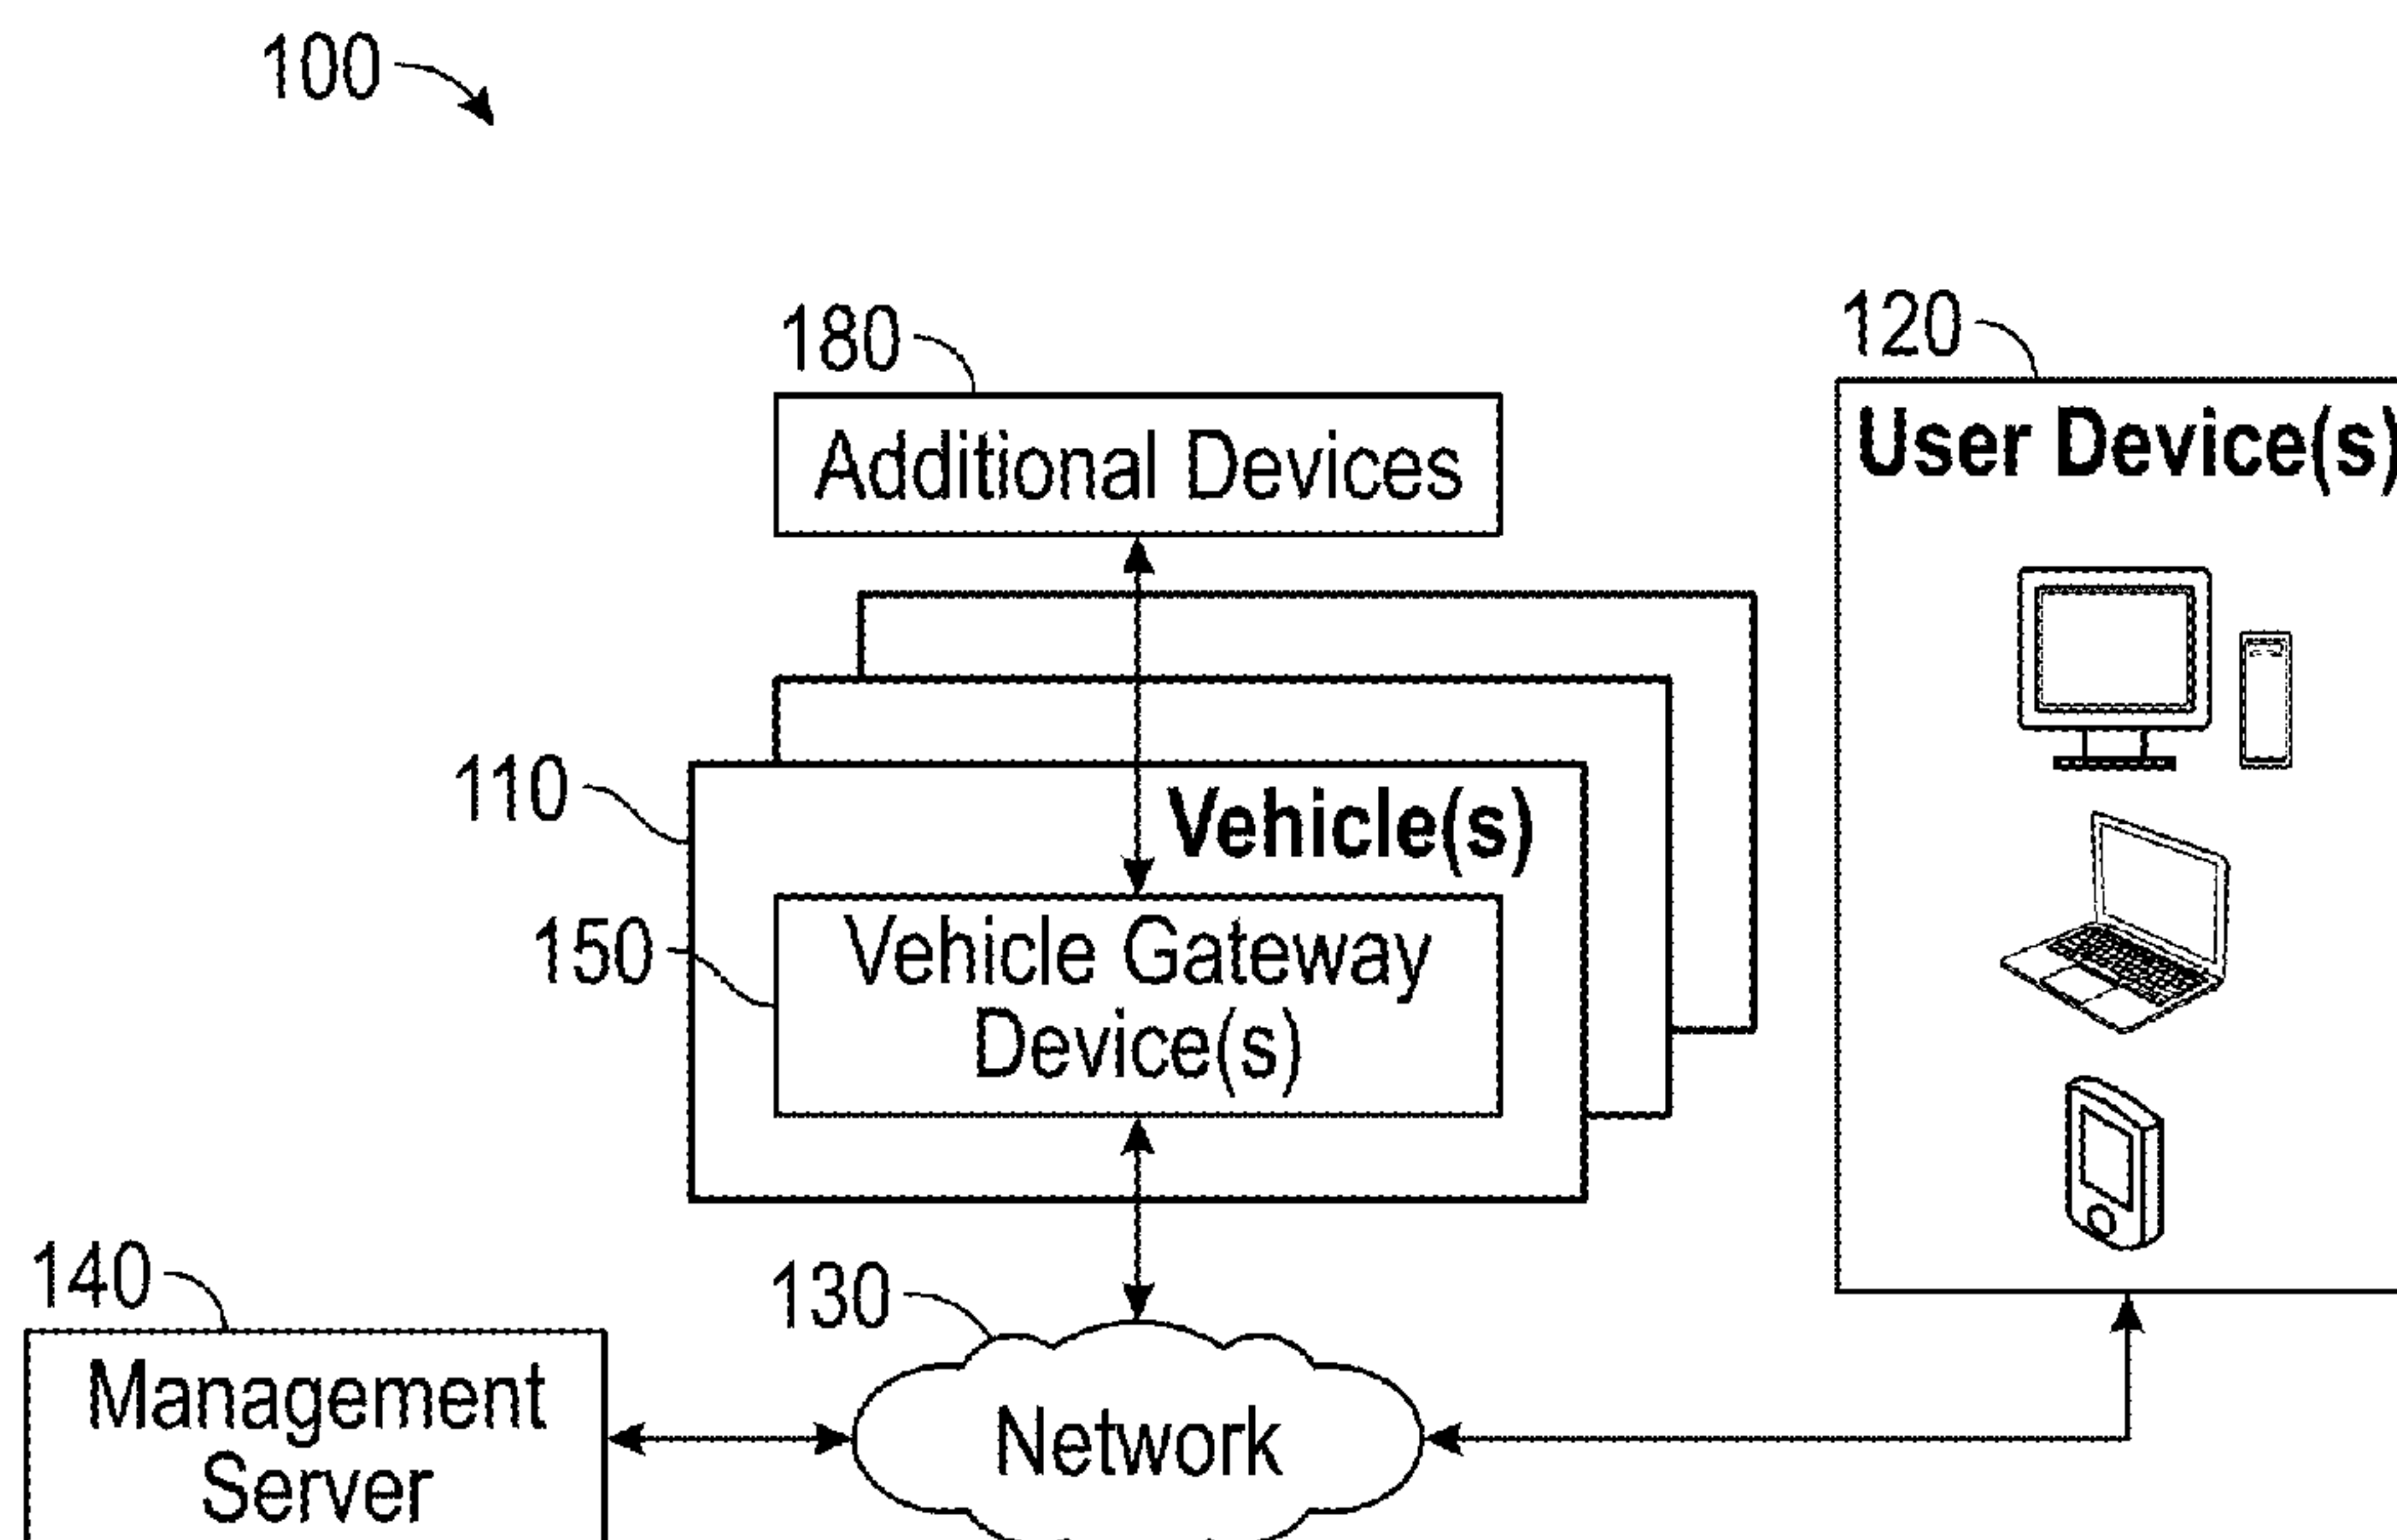 100
180
120
Additional Devices
User Device(s)
110
Vehicle(s)
150
Vehicle Gateway
Device(s)
140
130
Management
Server
Network